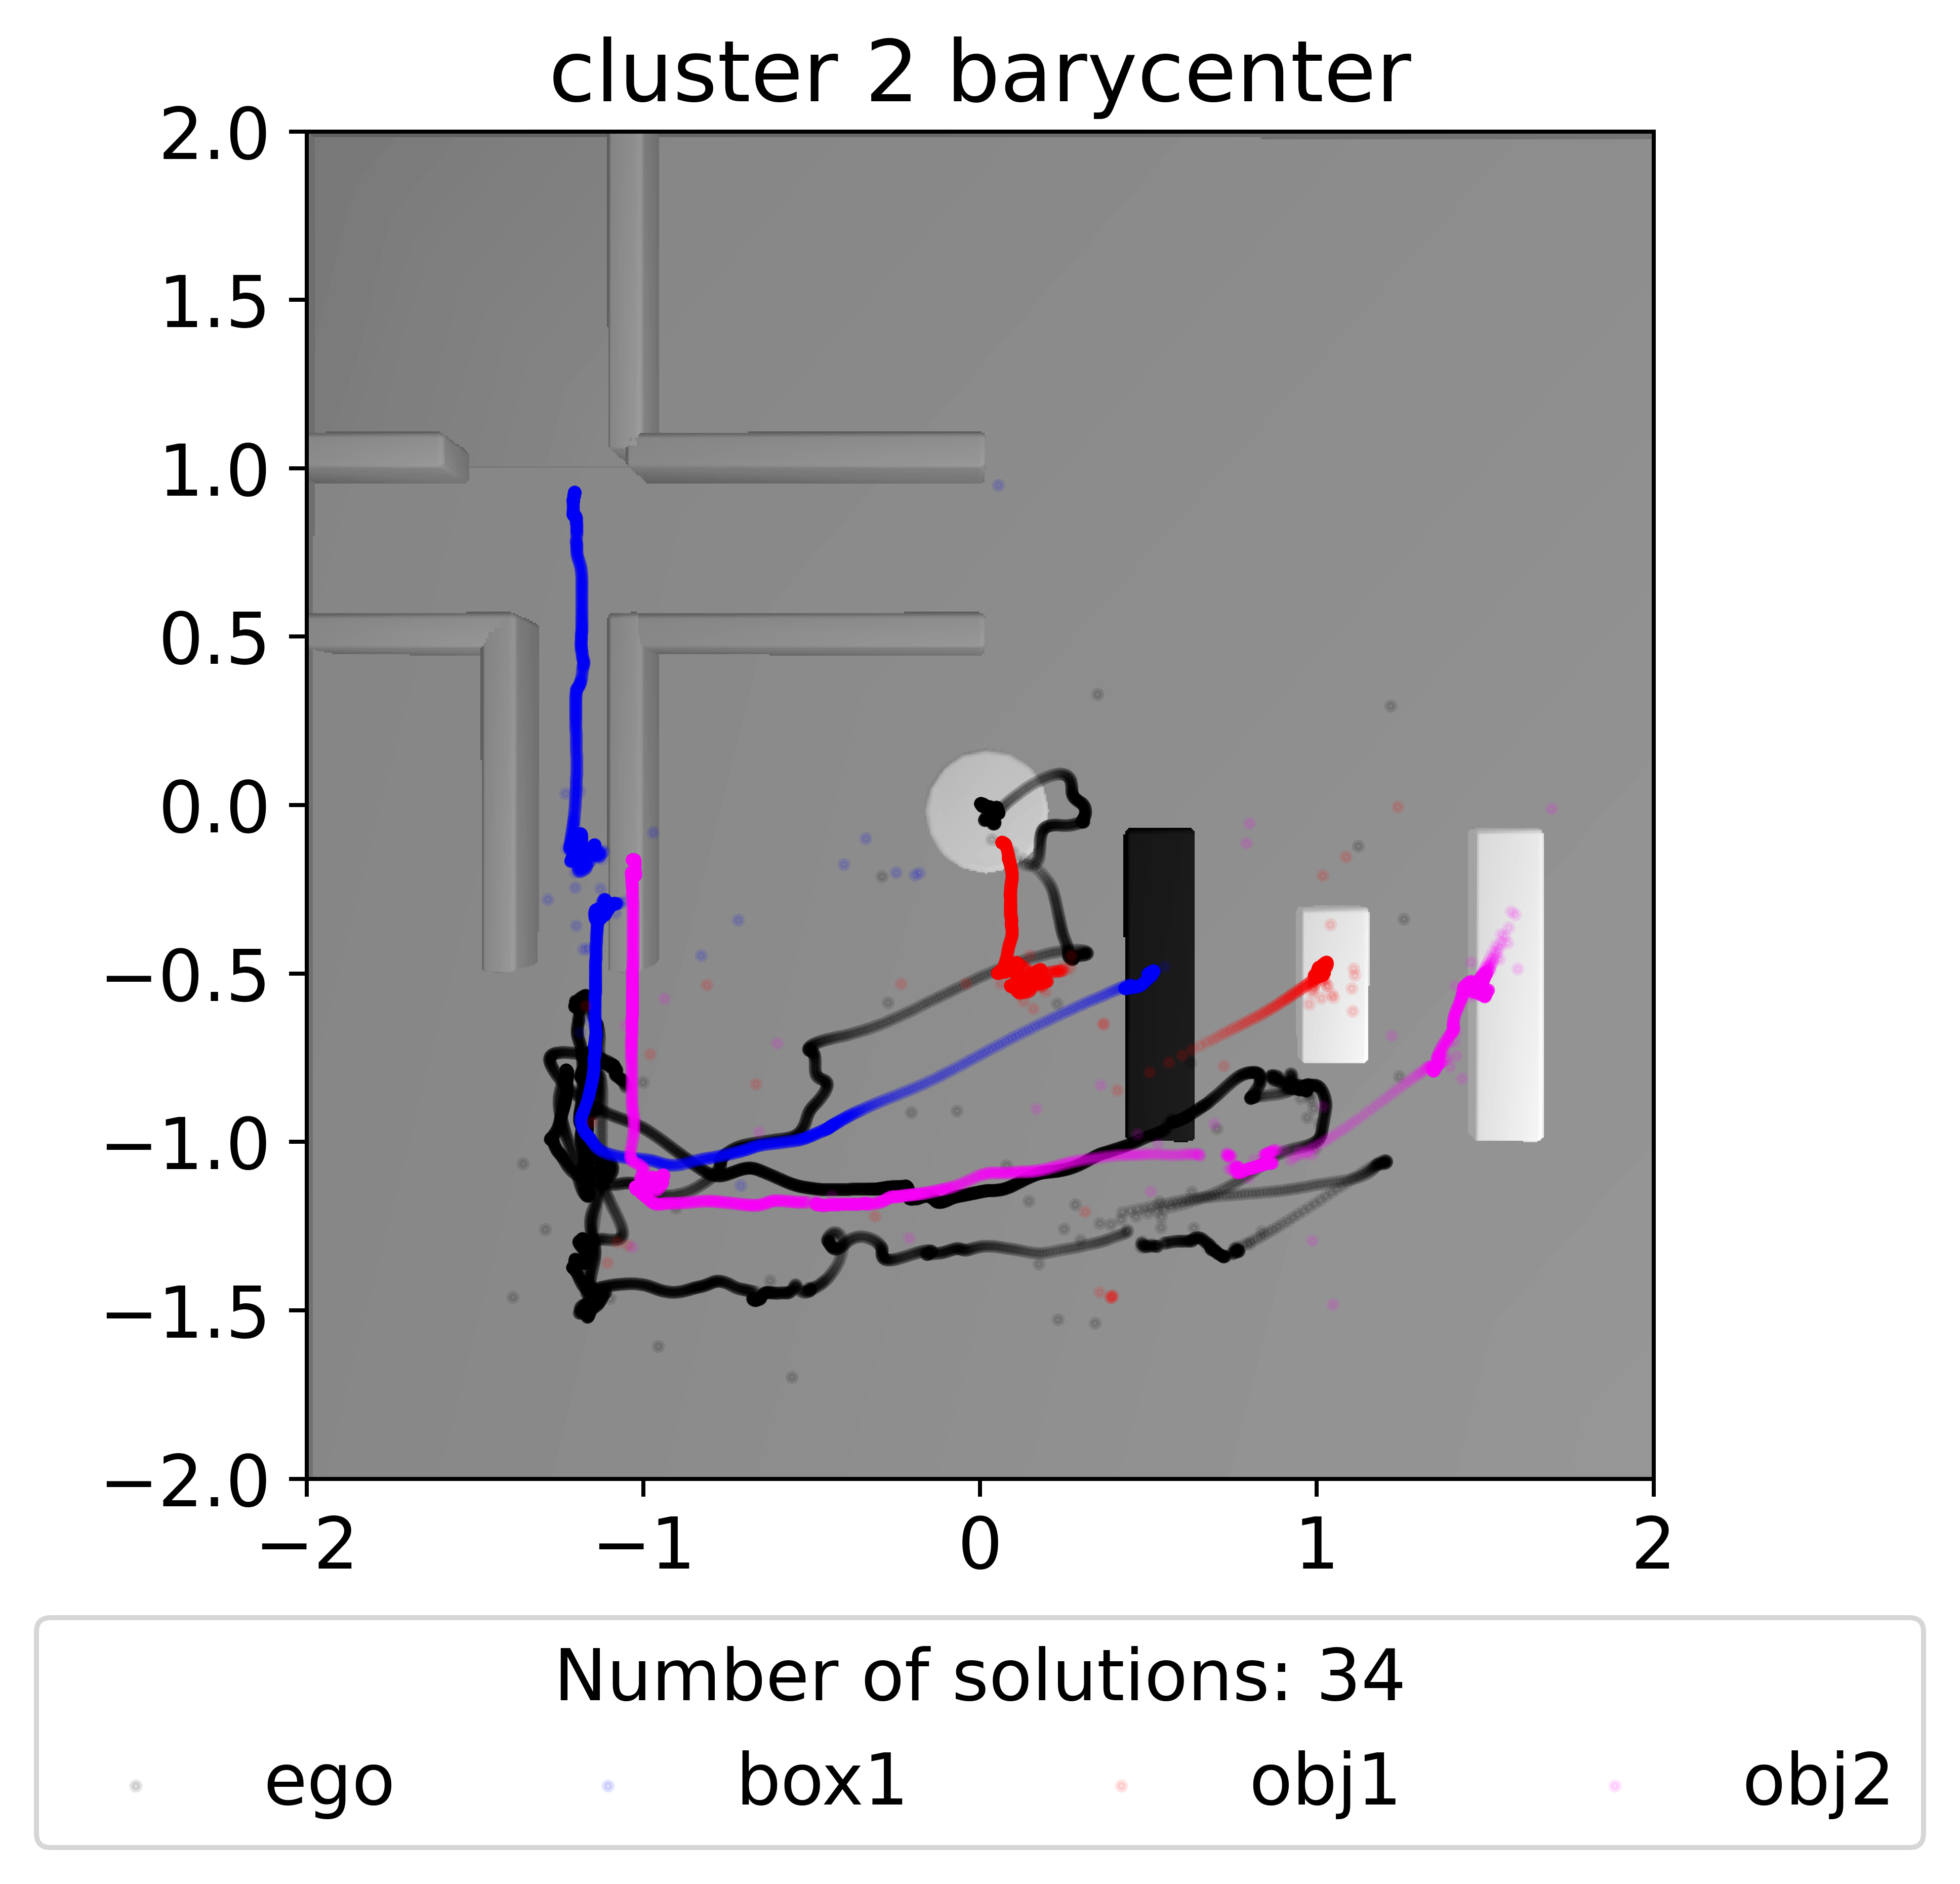 cluster 2 barycenter
2.0
1.5
1.0
0.5
0.0
−0.5
−1.0
−1.5
−2.0
−2 −1 0 1 2
Number of solutions: 34
ego box1 obj1 obj2